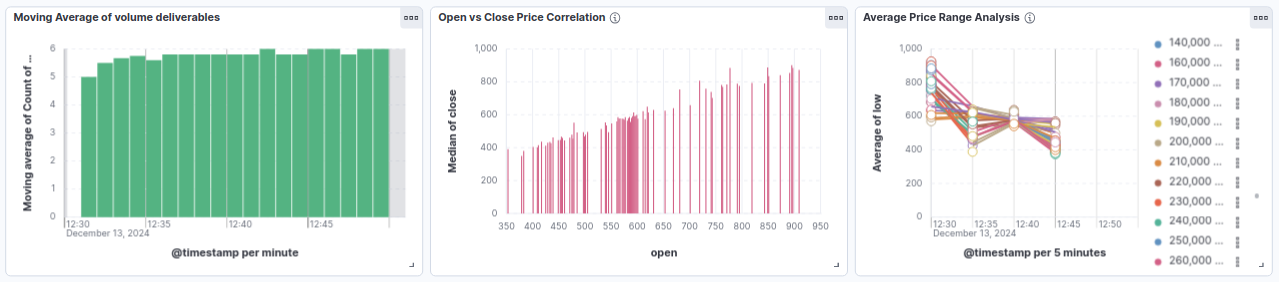 Moving Average of volume deliverables
Moving average of Count of ...
6
5
4
3
2
1
0
12:30 12:35 12:40 12:45
December 13, 2024
@timestamp per minute
Open vs Close Price Correlation
Median of close
1,000
800
600
400
200
0
350 400 450 500 550 600 650 700 750 800 850 900 950
open
Average Price Range Analysis
Average of low
1,000
800
600
400
200
0
12:30 12:35 12:40 12:45 12:50
December 13, 2024
@timestamp per 5 minutes
140,000 ...
160,000 ...
170,000 ...
180,000 ...
190,000 ...
200,000 ...
210,000 ...
220,000 ...
230,000 ...
240,000 ...
250,000 ...
260,000 ...